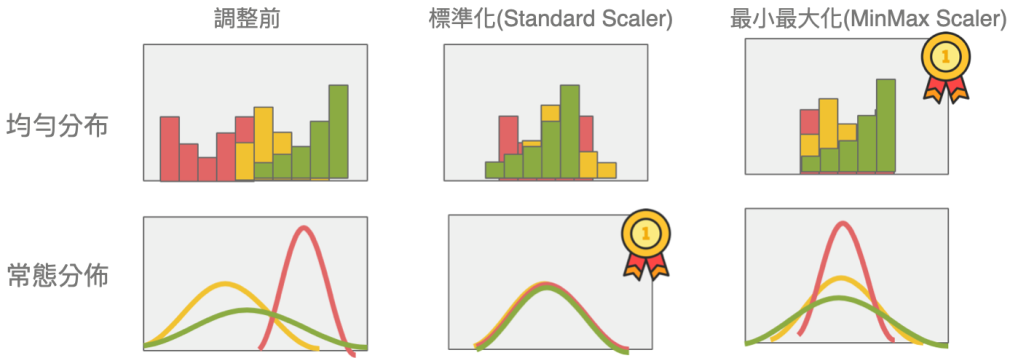 調整前
標準化(Standard Scaler)
最小最大化(MinMax Scaler)
1
均勻分布
1
常態分佈